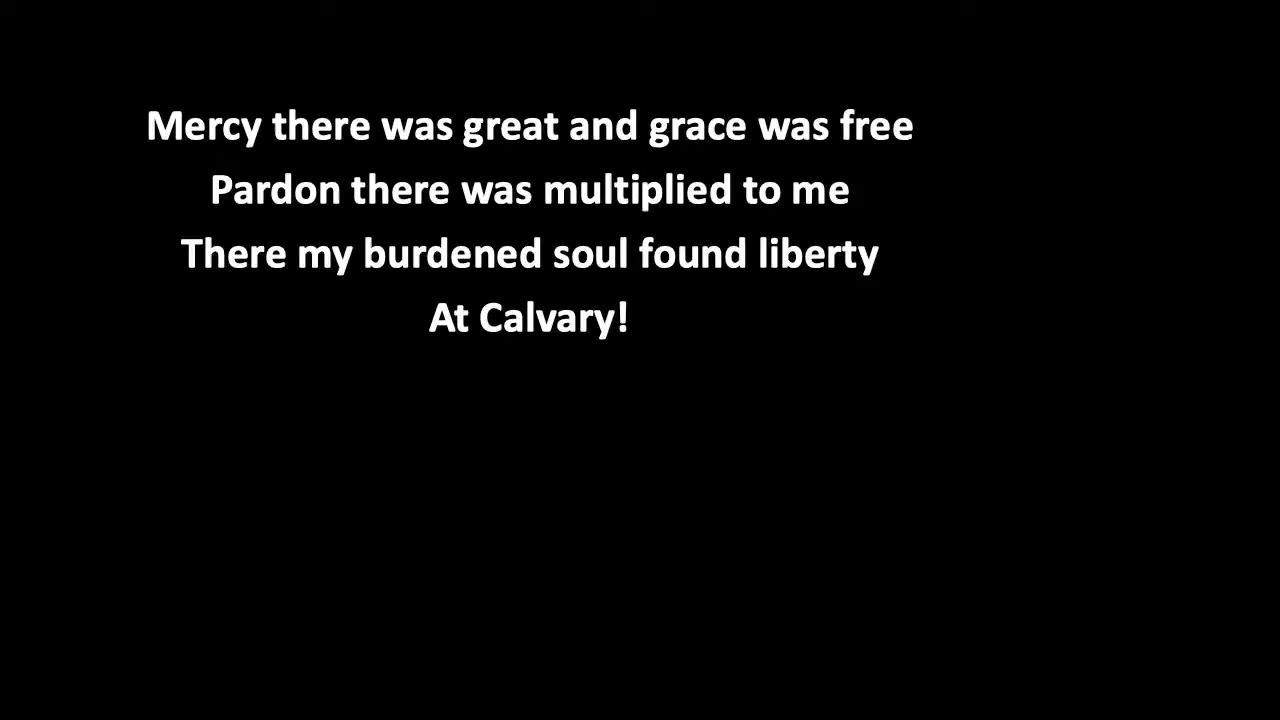 Mercy there was great and grace was free
Pardon there was multiplied to me
There my burdened soul found liberty
At Calvary!